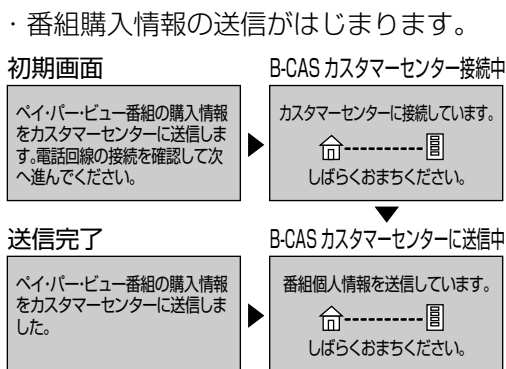 ・番組購入情報の送信がはじまります。
初期画面
ペイ・パー・ビュー番組の購入情報
をカスタマーセンターに送信しま
す。電話回線の接続を確認して次
へ進んでください。
B-CAS カスタマーセンター接続中
カスタマーセンターに接続しています。
しばらくおまちください。
B-CAS カスタマーセンターに送信中
番組個人情報を送信しています。
しばらくおまちください。
送信完了
ペイ・パー・ビュー番組の購入情報
をカスタマーセンターに送信しま
した。